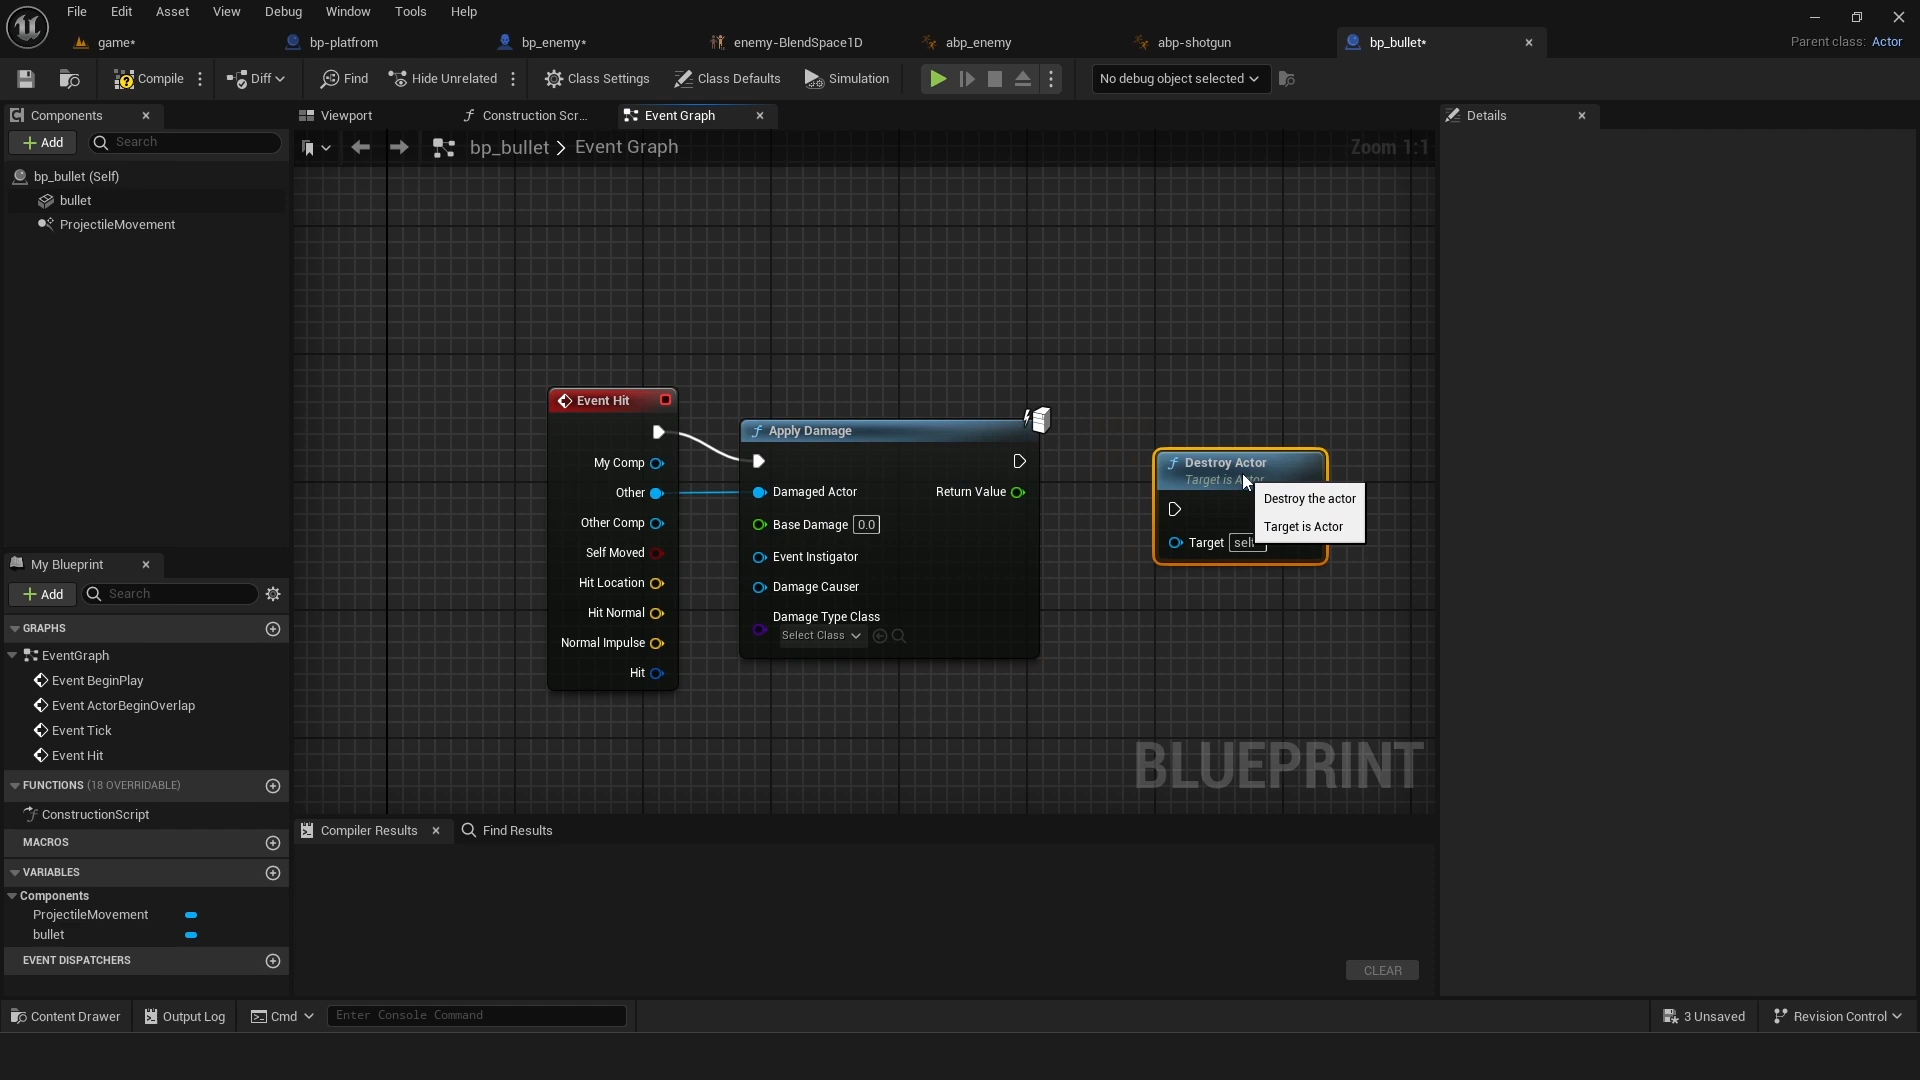 File Edit Asset View Debug Window Tools Help
game* bp-platfrom bp_enemy* enemy-BlendSpace1D abp_enemy abp-shotgun bp_bullet* Parent class: Actor
Compile Diff Find Hide Unrelated Class Settings Class Defaults Simulation No debug object selected
Components Viewport Construction Scr... Event Graph Details
Add Search bp_bullet > Event Graph Zoom 1:1
bp_bullet (Self)
bullet
ProjectileMovement
Event Hit
My Comp
Other
Other Comp
Self Moved
Hit Location
Hit Normal
Normal Impulse
Hit
Apply Damage
Damaged Actor Return Value
Base Damage 0.0
Event Instigator
Damage Causer
Damage Type Class
Select Class
Destroy Actor
Target is Actor
Target self
Destroy the actor
Target is Actor
BLUEPRINT
My Blueprint
Add Search
GRAPHS
EventGraph
Event BeginPlay
Event ActorBeginOverlap
Event Tick
Event Hit
FUNCTIONS (18 OVERRIDABLE)
ConstructionScript
MACROS
VARIABLES
Components
ProjectileMovement
bullet
EVENT DISPATCHERS
Compiler Results Find Results
CLEAR
Content Drawer Output Log Cmd Enter Console Command 3 Unsaved Revision Control